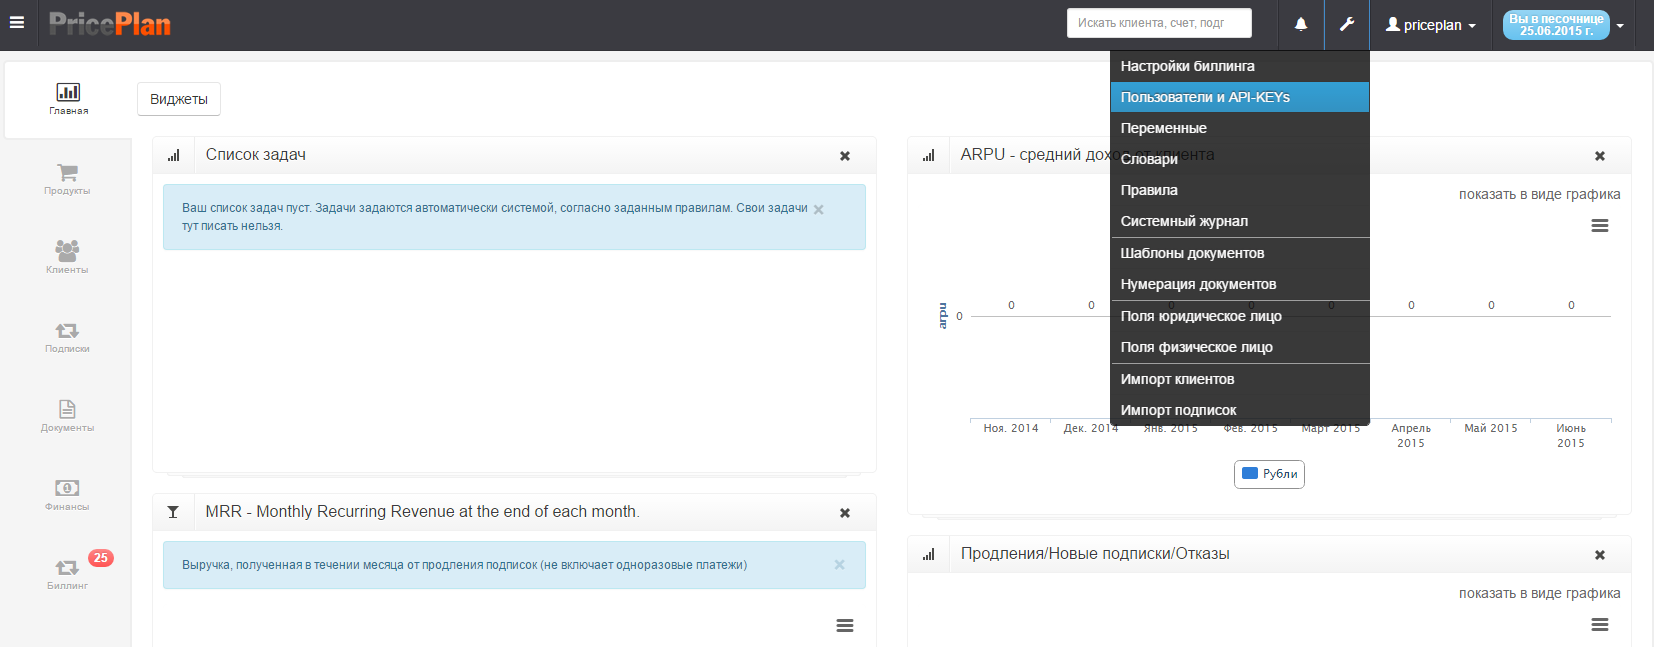 PricePlan
Искать клиента, счет, подг
priceplan
Вы в песочнице
25.06.2015 г.
Настройки биллинга
Пользователи и API-KEYs
Переменные
Словари
Правила
Системный журнал
Шаблоны документов
Нумерация документов
Поля юридическое лицо
Поля физическое лицо
Импорт клиентов
Импорт подписок
Главная
Продукты
Клиенты
Подписки
Документы
Финансы
25
Биллинг
Виджеты
Список задач
Ваш список задач пуст. Задачи задаются автоматически системой, согласно заданным правилам. Свои задачи
тут писать нельзя.
MRR - Monthly Recurring Revenue at the end of each month.
Выручка, полученная в течении месяца от продления подписок (не включает одноразовые платежи)
ARPU - средний доход от клиента
показать в виде графика
arpu
0
0 0 0 0 0 0 0 0
Ноя. 2014 Дек. 2014 Янв. 2015 Фев. 2015 Март 2015 Апрель 2015 Май 2015 Июнь 2015
Рубли
Продления/Новые подписки/Отказы
показать в виде графика